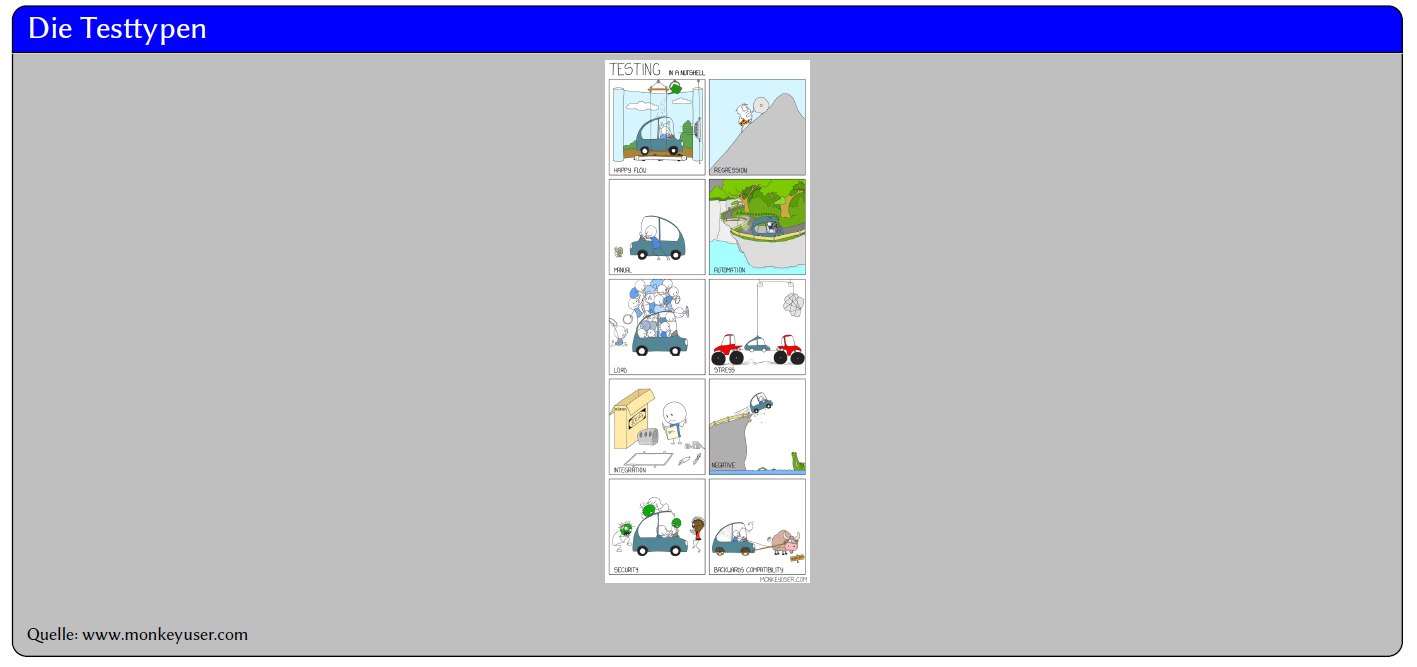 Die Testtypen
TESTING IN A NUTSHELL
HAPPY FLOW
REGRESSION
MANUAL
AUTOMATION
LOAD
STRESS
INTEGRATION
NEGATIVE
SECURITY
BACKWARDS COMPATIBILITY
MONKEYUSER.COM
Quelle: www.monkeyuser.com